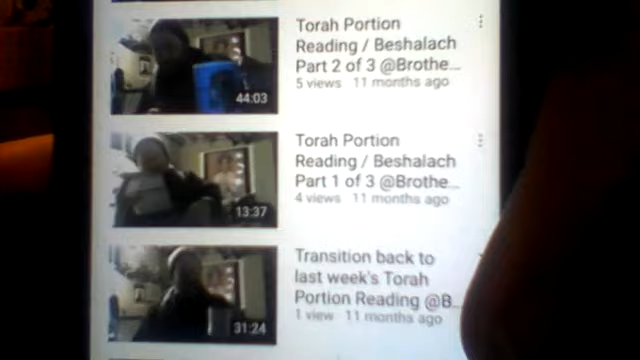 Torah Portion
Reading / Beshalach
Part 2 of 3 @Brothe...
5 views 11 months ago
44:03
Torah Portion
Reading / Beshalach
Part 1 of 3 @Brothe...
4 views 11 months ago
13:37
Transition back to
last week's Torah
Portion Reading @B...
1 view 11 months ago
31:24